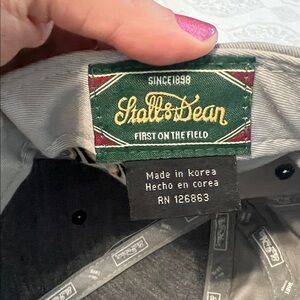 SINCE 1898
Stall & Dean
FIRST ON THE FIELD
Made in korea
Hecho en corea
RN 126863